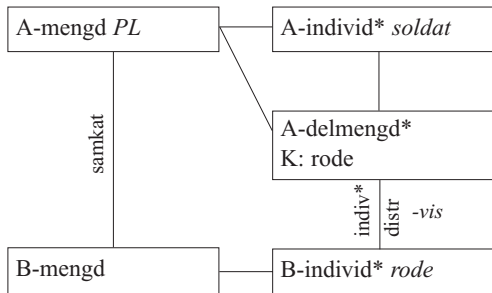 A-mengd PL
A-individ* soldat
A-delmengd*
K: rode
samkat
indiv*
distr
-vis
B-mengd
B-individ* rode